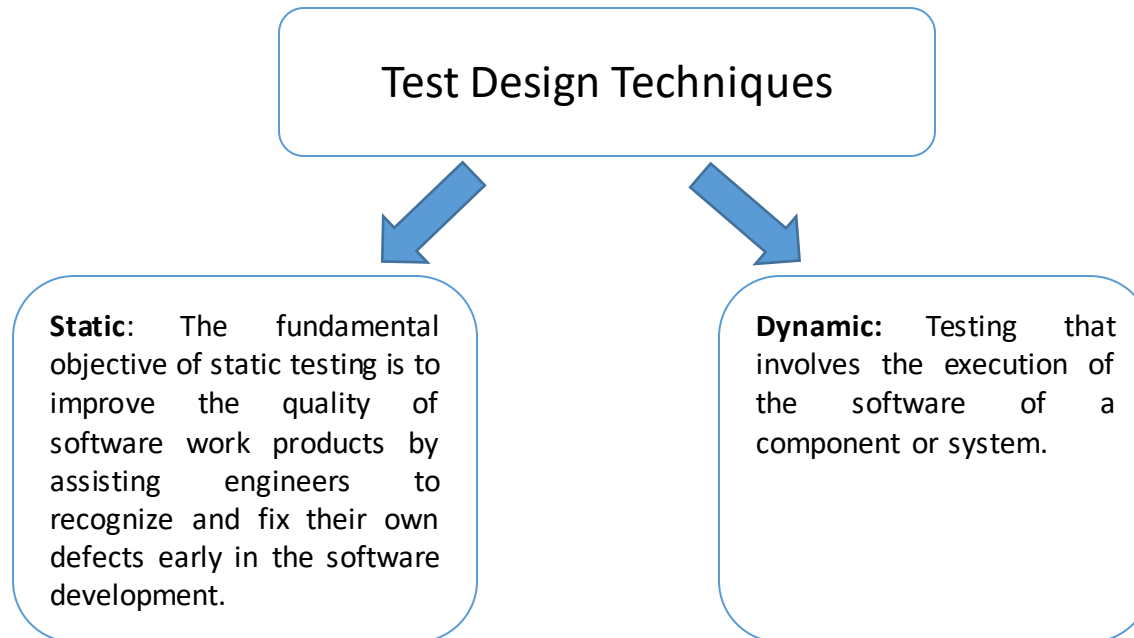 Test Design Techniques
Static: The fundamental
objective of static testing is to
improve the quality of
software work products by
assisting engineers to
recognize and fix their own
defects early in the software
development.
Dynamic: Testing that
involves the execution of
the software of a
component or system.